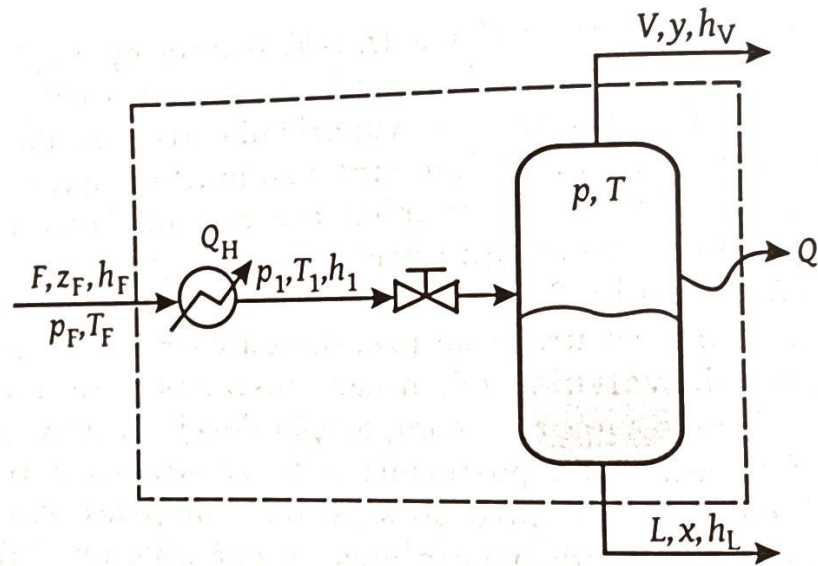 V, y, h_V
p, T
Q_H
Q
F, z_F, h_F
p_1, T_1, h_1
p_F, T_F
L, x, h_L